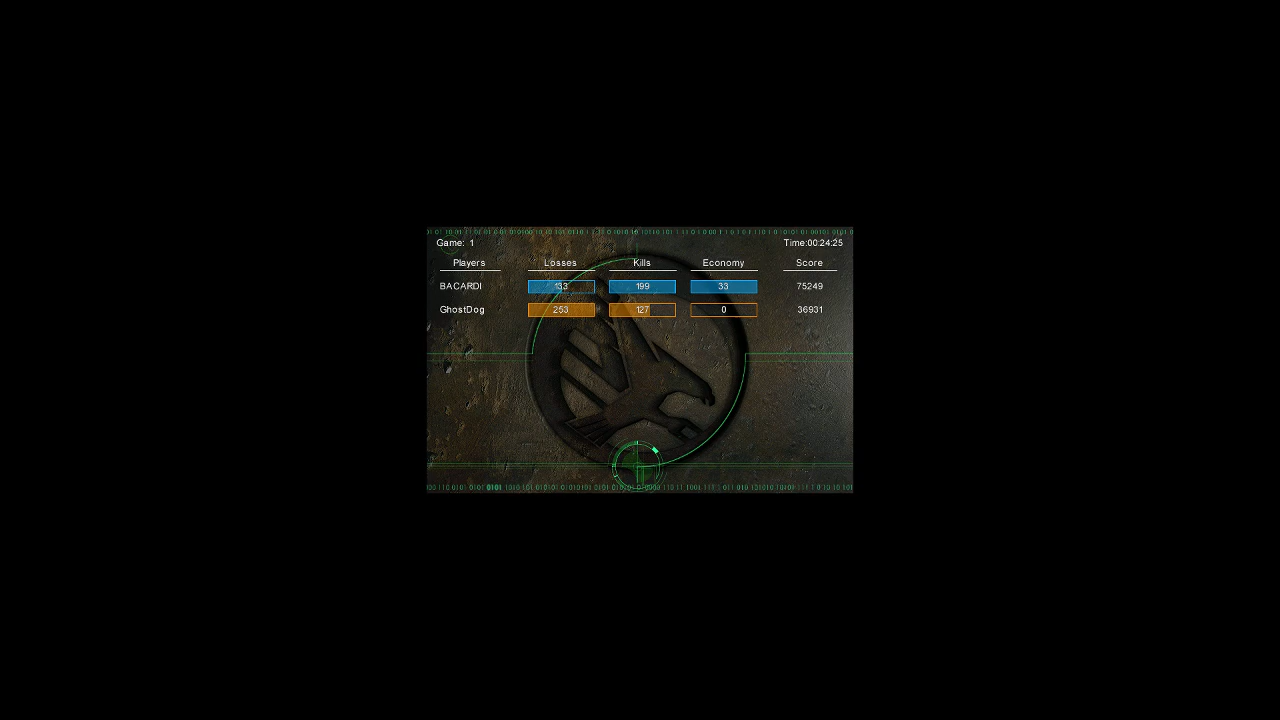 Game: 1 Time:00:24:25
Players Losses Kills Economy Score
BACARDI 133 199 33 75249
GhostDog 253 127 0 36931